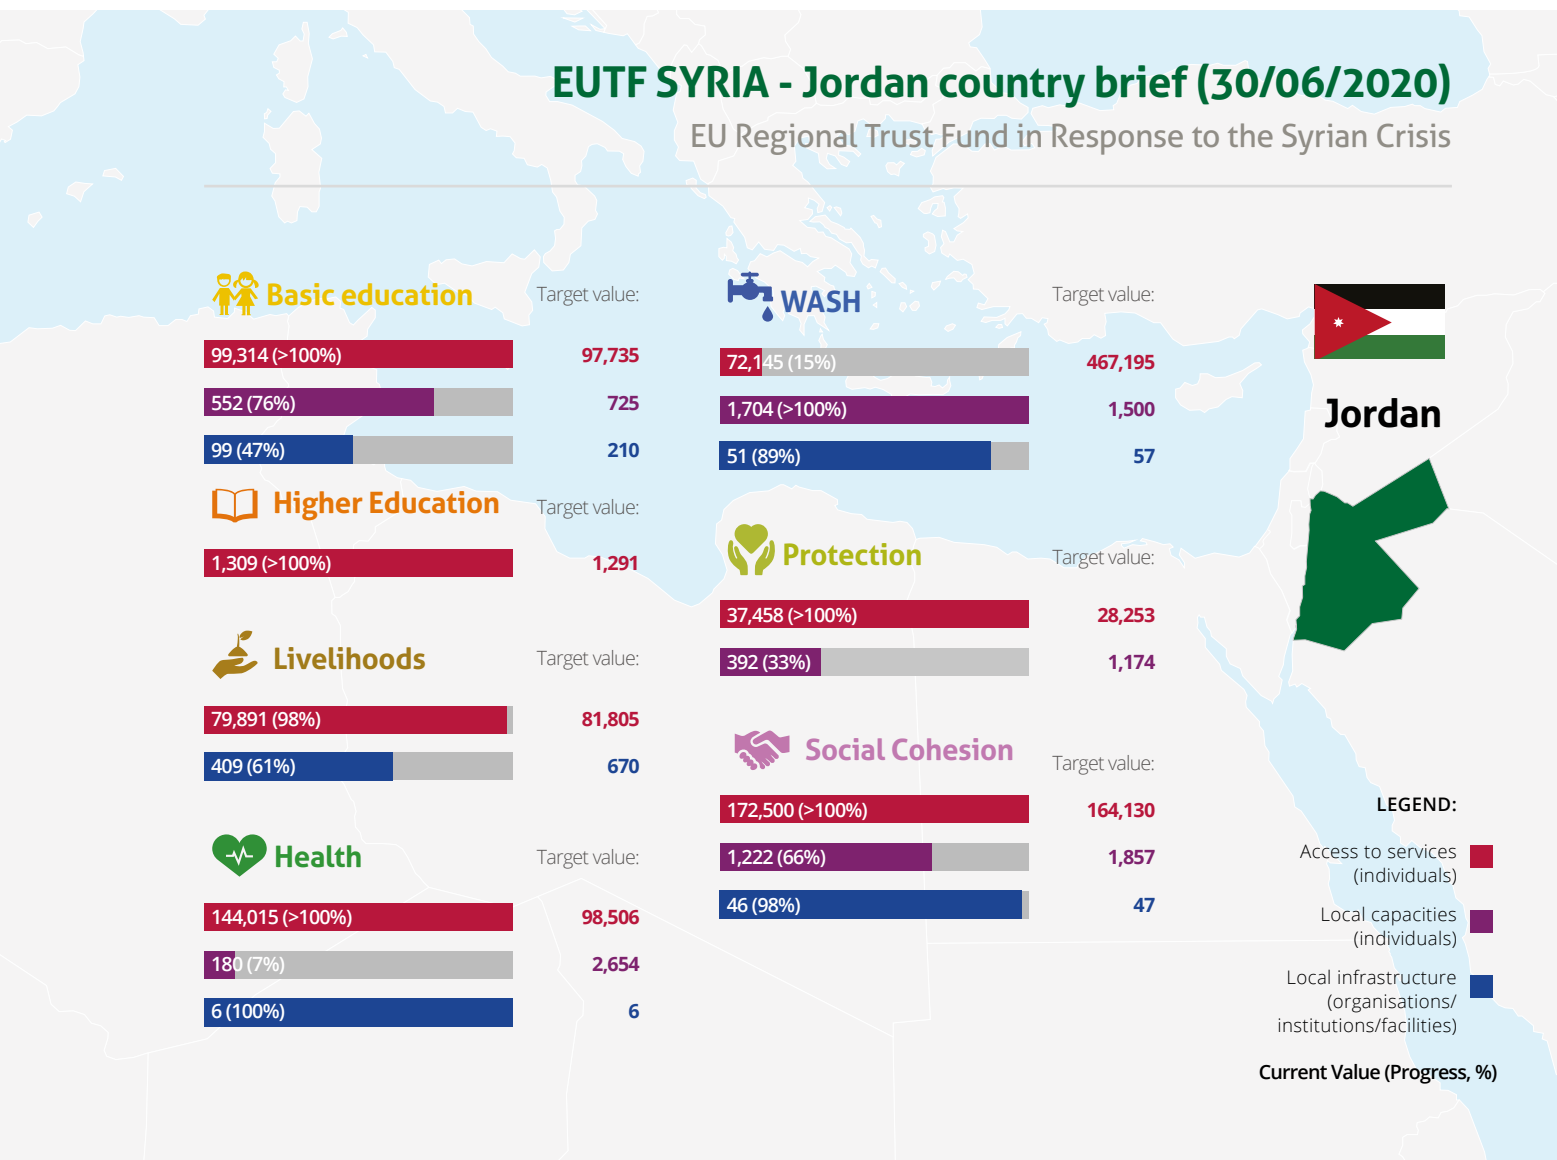 EUTF SYRIA - Jordan country brief (30/06/2020)
EU Regional Trust Fund in Response to the Syrian Crisis
Basic education
Target value:
99,314 (>100%)
97,735
552 (76%)
725
99 (47%)
210
Higher Education
Target value:
1,309 (>100%)
1,291
Livelihoods
Target value:
79,891 (98%)
81,805
409 (61%)
670
Health
Target value:
144,015 (>100%)
98,506
180 (7%)
2,654
6 (100%)
6
WASH
Target value:
72,145 (15%)
467,195
1,704 (>100%)
1,500
51 (89%)
57
Protection
Target value:
37,458 (>100%)
28,253
392 (33%)
1,174
Social Cohesion
Target value:
172,500 (>100%)
164,130
1,222 (66%)
1,857
46 (98%)
47
Jordan
LEGEND:
Access to services
(individuals)
Local capacities
(individuals)
Local infrastructure
(organisations/
institutions/facilities)
Current Value (Progress, %)